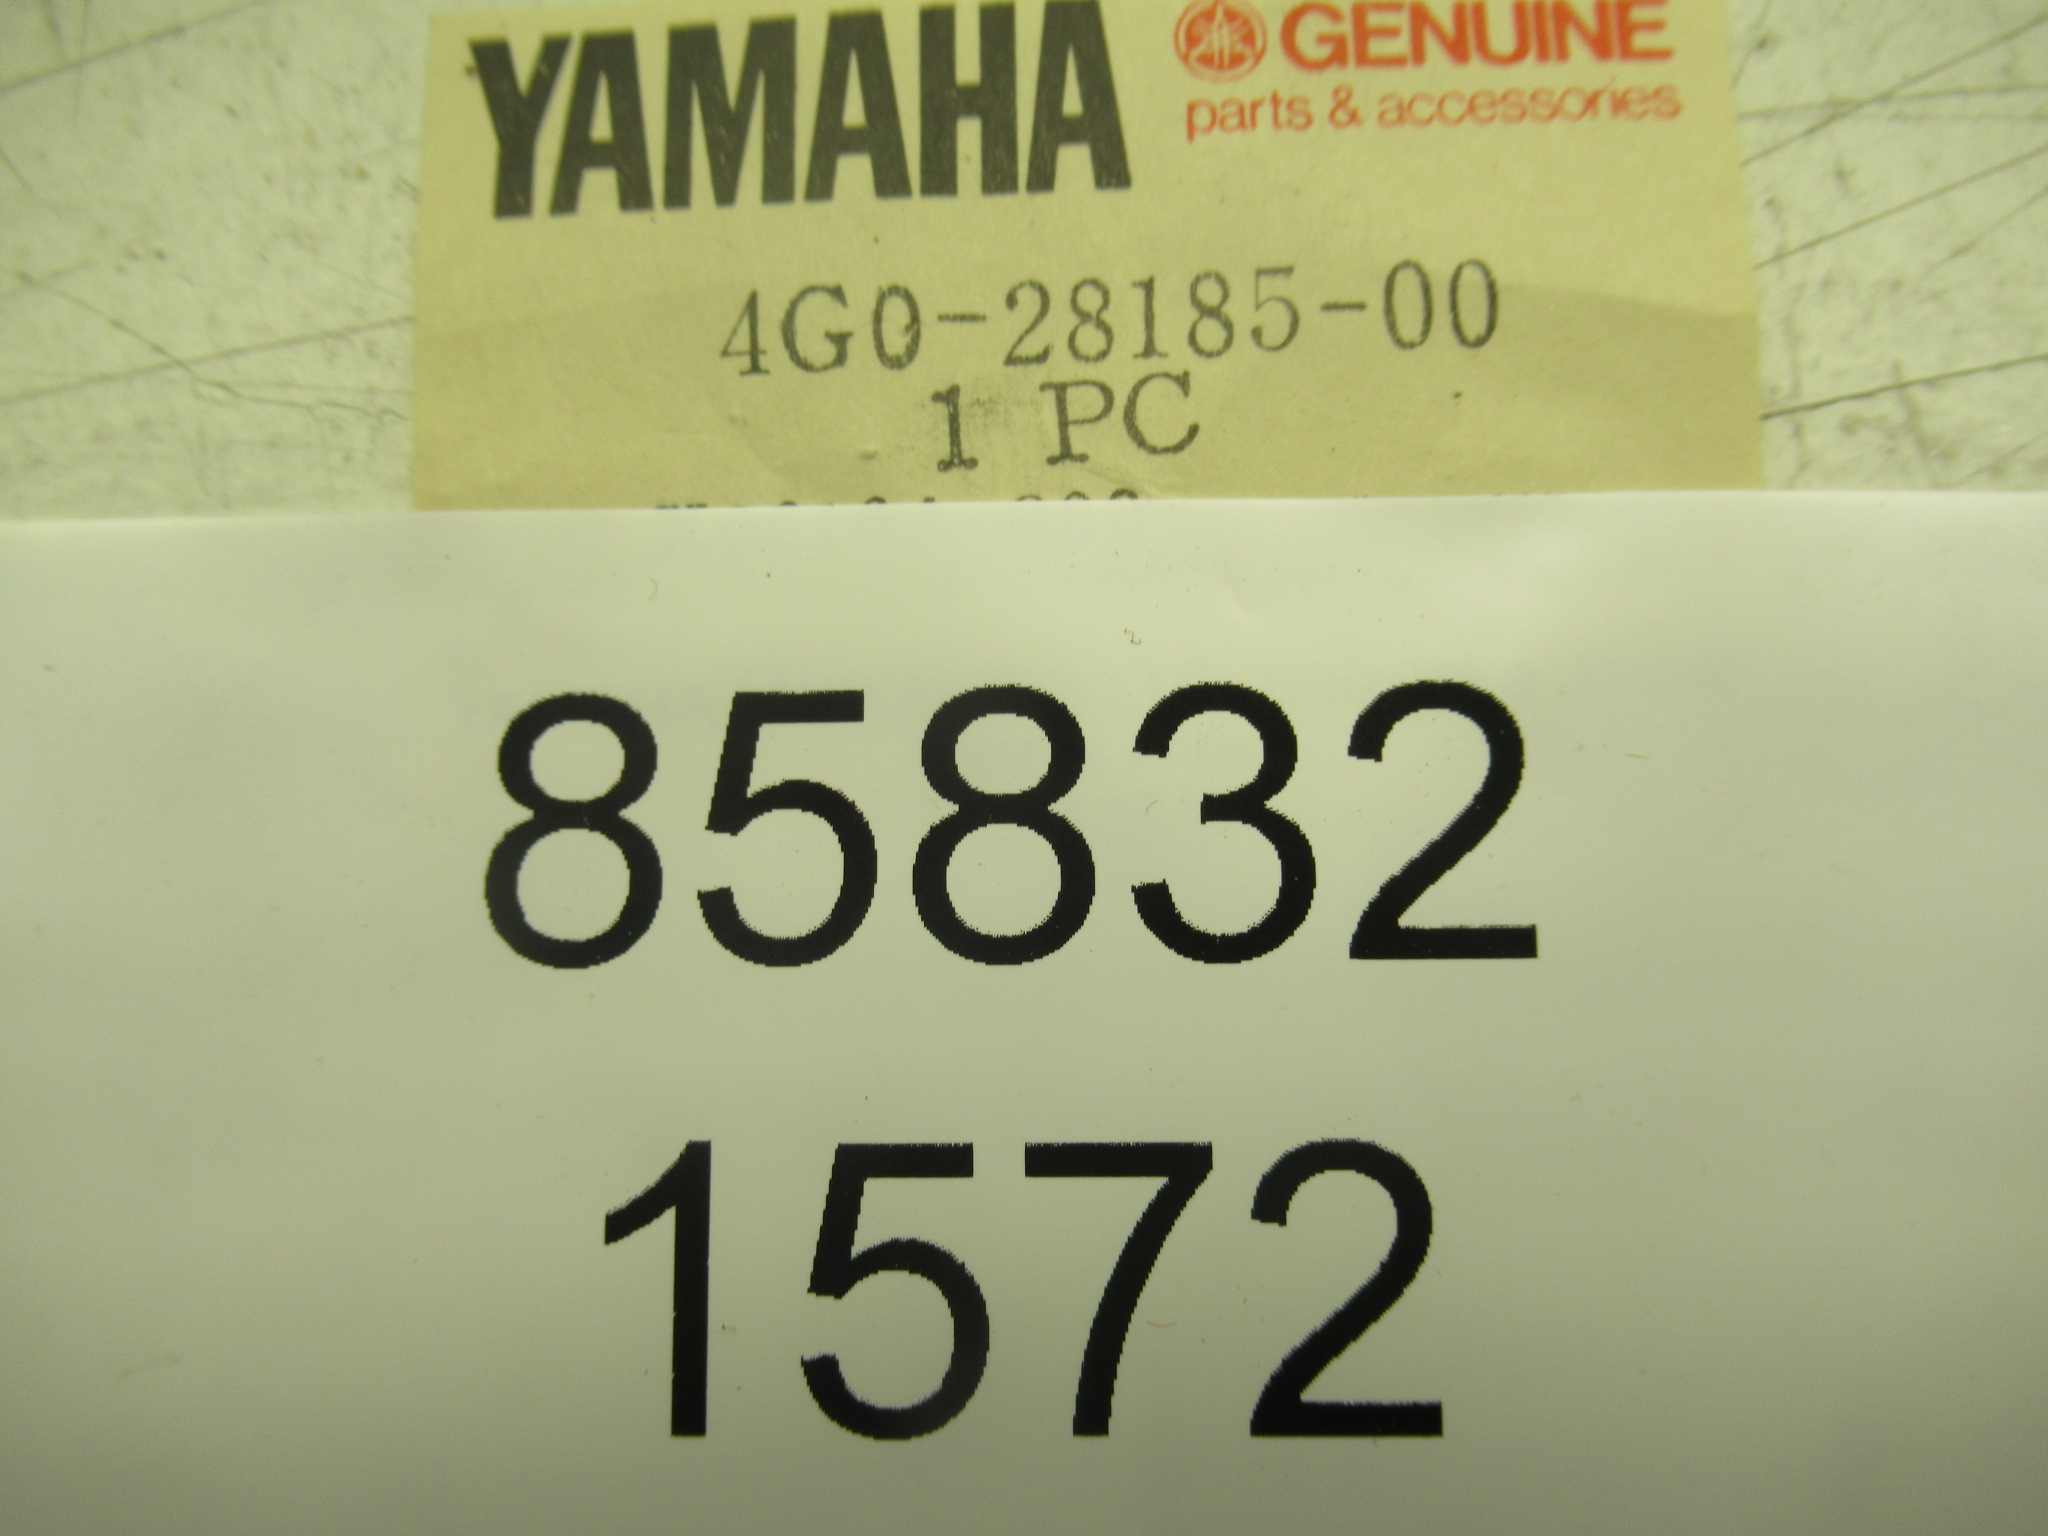 YAMAHA GENUINE
parts & accessories
4G0-28185-00
1 PC
85832
1572